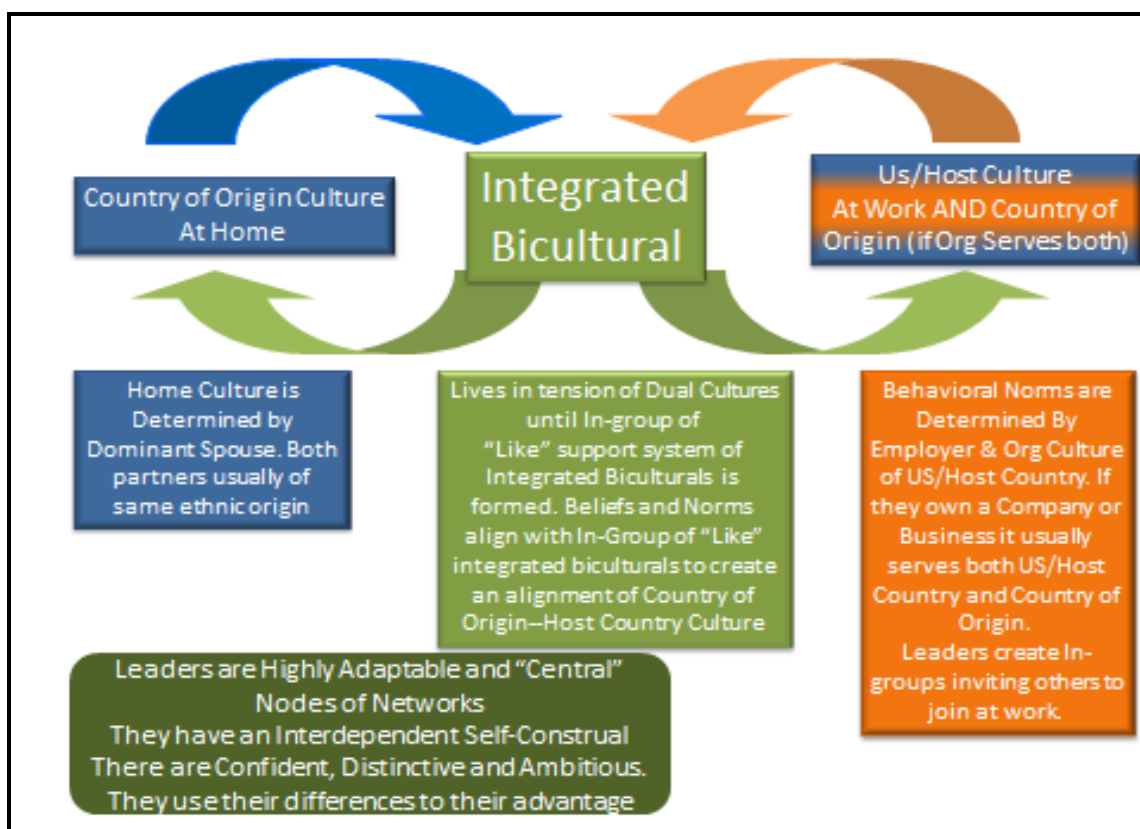 Country of Origin Culture
At Home
Integrated
Bicultural
Us/Host Culture
At Work AND Country of
Origin (if Org Serves both)
Home Culture is
Determined by
Dominant Spouse. Both
partners usually of
same ethnic origin
Lives in tension of Dual Cultures
until In-group of
“Like” support system of
Integrated Biculturals is
formed. Beliefs and Norms
align with In-Group of “Like”
integrated biculturals to create
an alignment of Country of
Origin--Host Country Culture
Behavioral Norms are
Determined By
Employer & Org Culture
of US/Host Country. If
they own a Company or
Business it usually
serves both US/Host
Country and Country of
Origin.
Leaders create In-
groups inviting others to
join at work.
Leaders are Highly Adaptable and “Central”
Nodes of Networks
They have an Interdependent Self-Construal
There are Confident, Distinctive and Ambitious.
They use their differences to their advantage